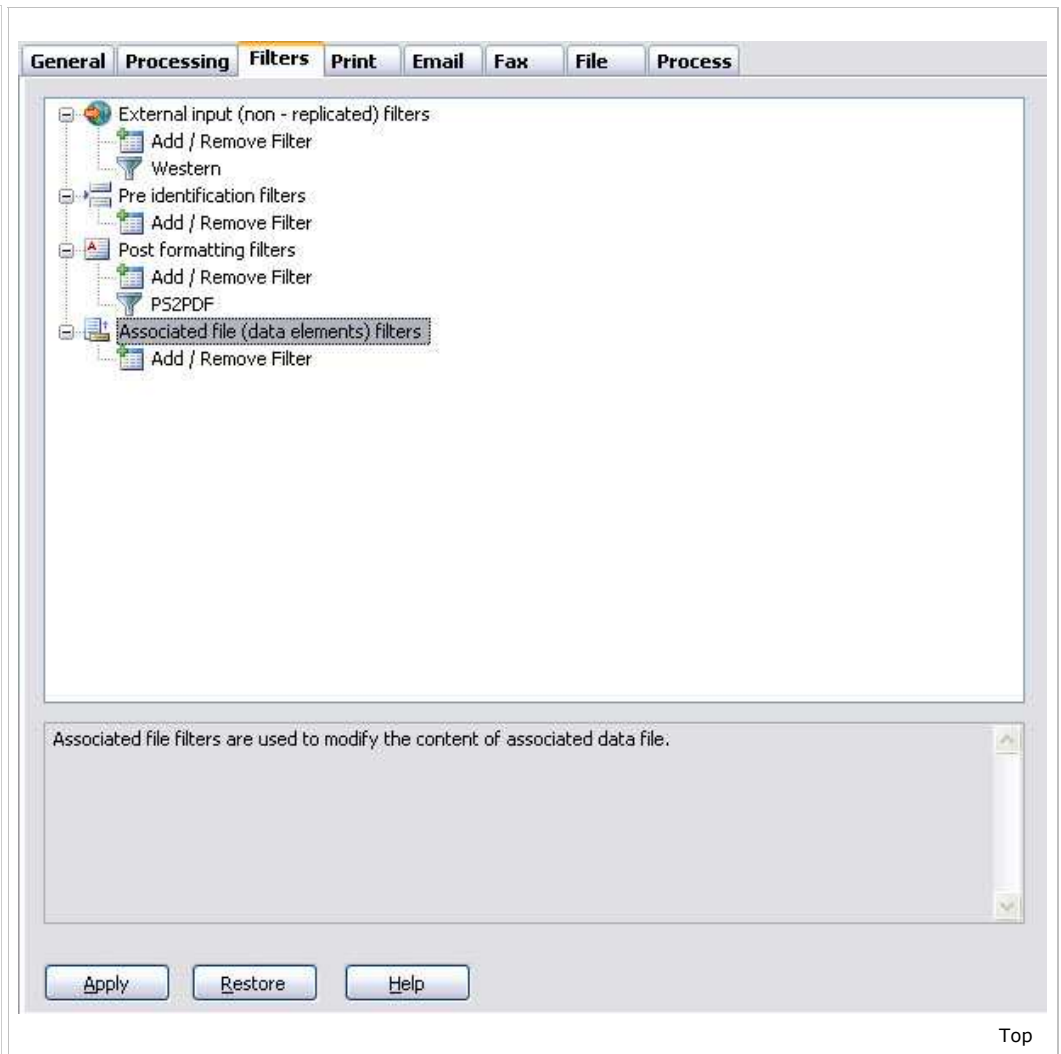 General Processing Filters Print Email Fax File Process
External input (non - replicated) filters
Add / Remove Filter
Western
Pre identification filters
Add / Remove Filter
Post formatting filters
Add / Remove Filter
PS2PDF
Associated file (data elements) filters
Add / Remove Filter
Associated file filters are used to modify the content of associated data file.
Apply Restore Help
Top